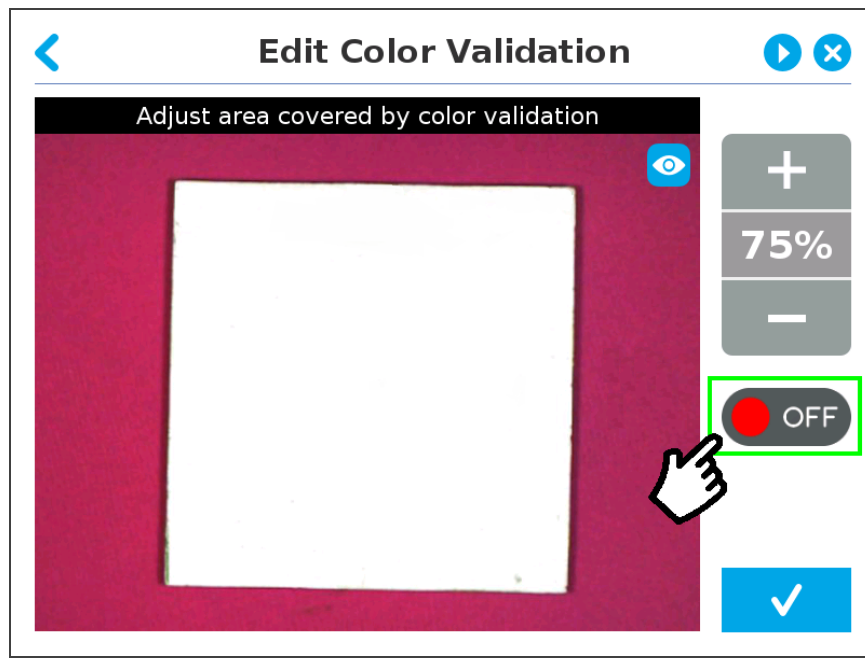 Edit Color Validation
Adjust area covered by color validation
+
75%
−
OFF